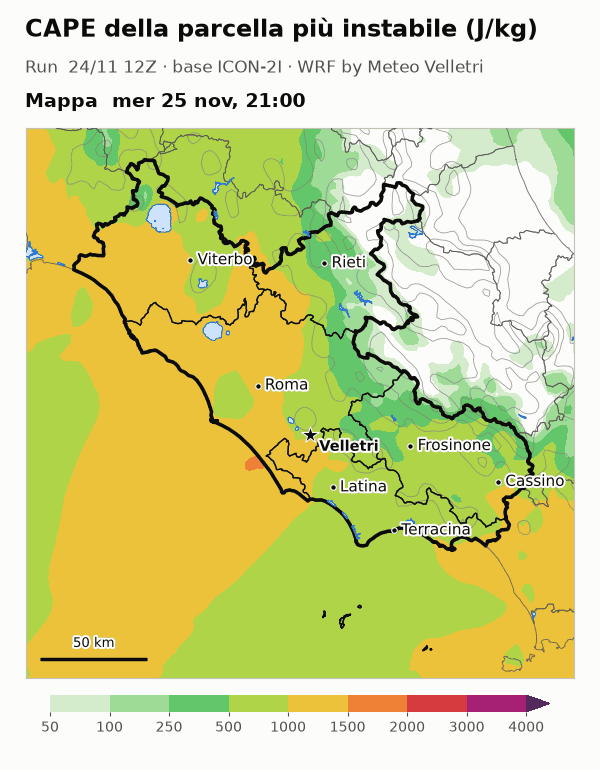 CAPE della parcella più instabile (J/kg)
Run  24/11 12Z · base ICON-2I · WRF by Meteo Velletri
Mappa  mer 25 nov, 21:00
Viterbo
Rieti
Roma
Velletri
Frosinone
Cassino
Latina
Terracina
50 km
50 100 250 500 1000 1500 2000 3000 4000